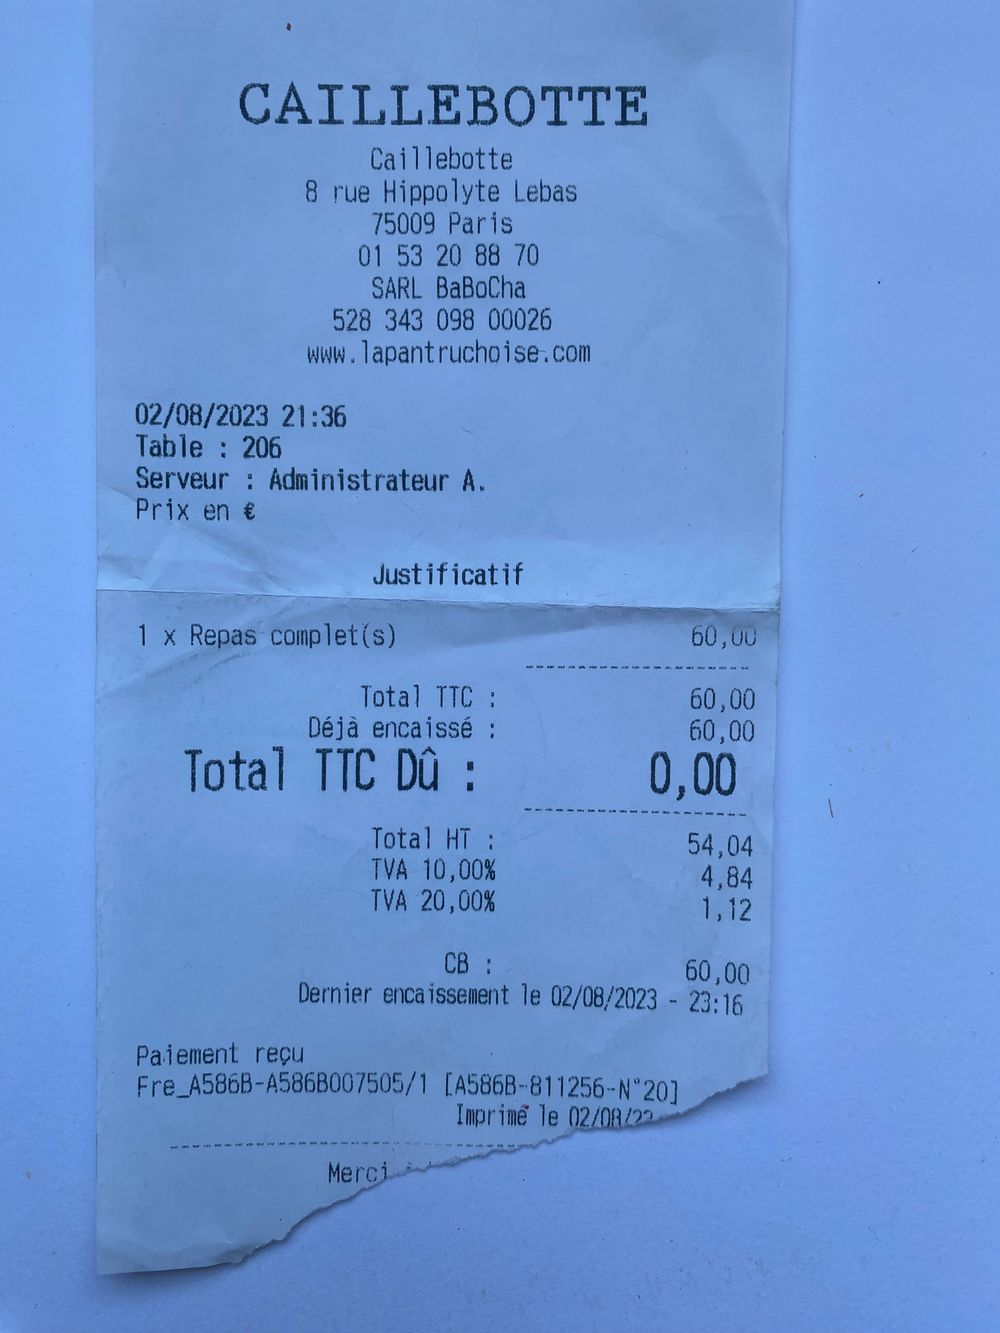 CAILLEBOTTE
Caillebotte
8 rue Hippolyte Lebas
75009 Paris
01 53 20 88 70
SARL BaBoCha
528 343 098 00026
www.lapantruchoise.com
02/08/2023 21:36
Table : 206
Serveur : Administrateur A.
Prix en €
Justificatif
1 x Repas complet(s) 60,00
Total TTC : 60,00
Déjà encaissé : 60,00
Total TTC Dû : 0,00
Total HT : 54,04
TVA 10,00% 4,84
TVA 20,00% 1,12
CB : 60,00
Dernier encaissement le 02/08/2023 - 23:16
Paiement reçu
Fre_A586B-A586B007505/1 [A586B-811256-N°20]
Imprimé le 02/08/
Merci